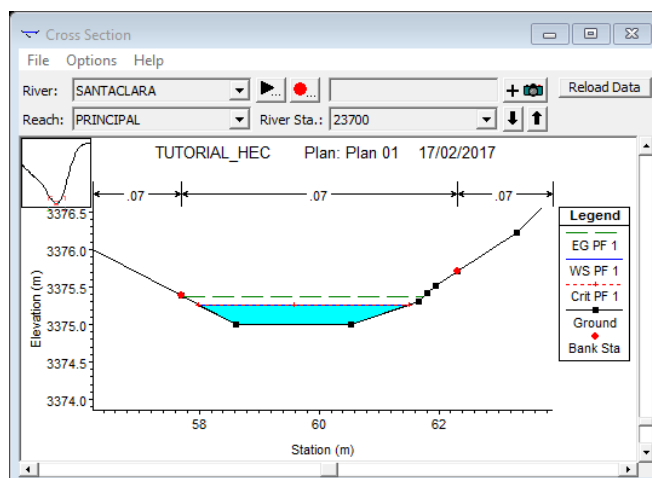 Cross Section
File Options Help
River: SANTACLARA
Reload Data
Reach: PRINCIPAL River Sta.: 23700
TUTORIAL_HEC Plan: Plan 01 17/02/2017
.07 .07 .07
Legend
EG PF 1
WS PF 1
Crit PF 1
Ground
Bank Sta
3376.5
3376.0
3375.5
3375.0
3374.5
3374.0
Elevation (m)
58 60 62
Station (m)